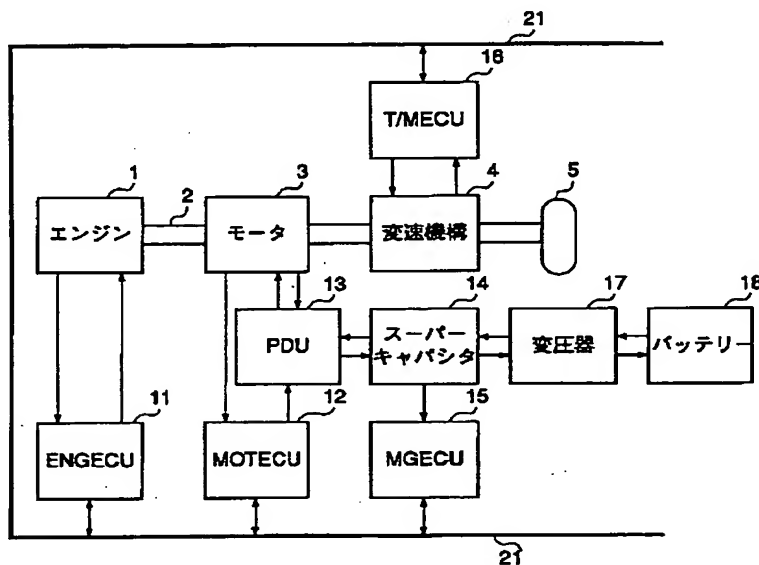 21
16
T/MECU
1
2
3
4
5
エンジン
モータ
変速機構
13
14
17
18
PDU
スーパー
キャパシタ
変圧器
バッテリー
11
12
15
ENGECU
MOTECU
MGECU
21